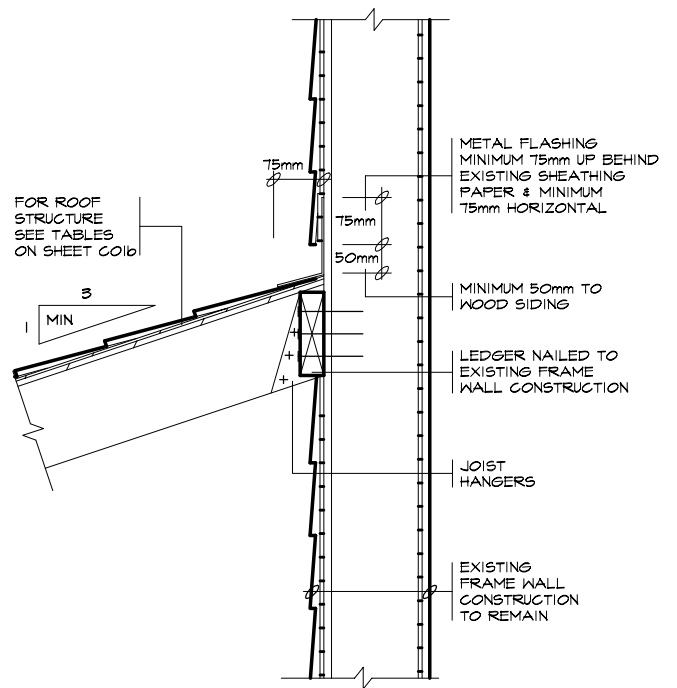 75mm
METAL FLASHING
MINIMUM 75mm UP BEHIND
EXISTING SHEATHING
PAPER & MINIMUM
75mm HORIZONTAL
FOR ROOF
STRUCTURE
SEE TABLES
ON SHEET C01b
75mm
50mm
3
1
MIN
MINIMUM 50mm TO
WOOD SIDING
LEDGER NAILED TO
EXISTING FRAME
WALL CONSTRUCTION
JOIST
HANGERS
EXISTING
FRAME WALL
CONSTRUCTION
TO REMAIN